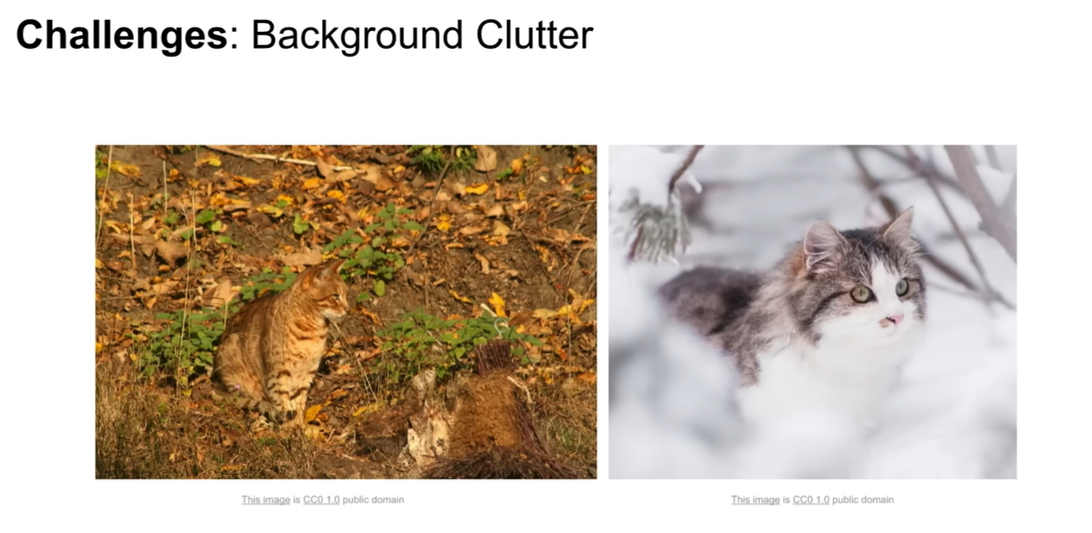 Challenges: Background Clutter
This image is CC0 1.0 public domain
This image is CC0 1.0 public domain